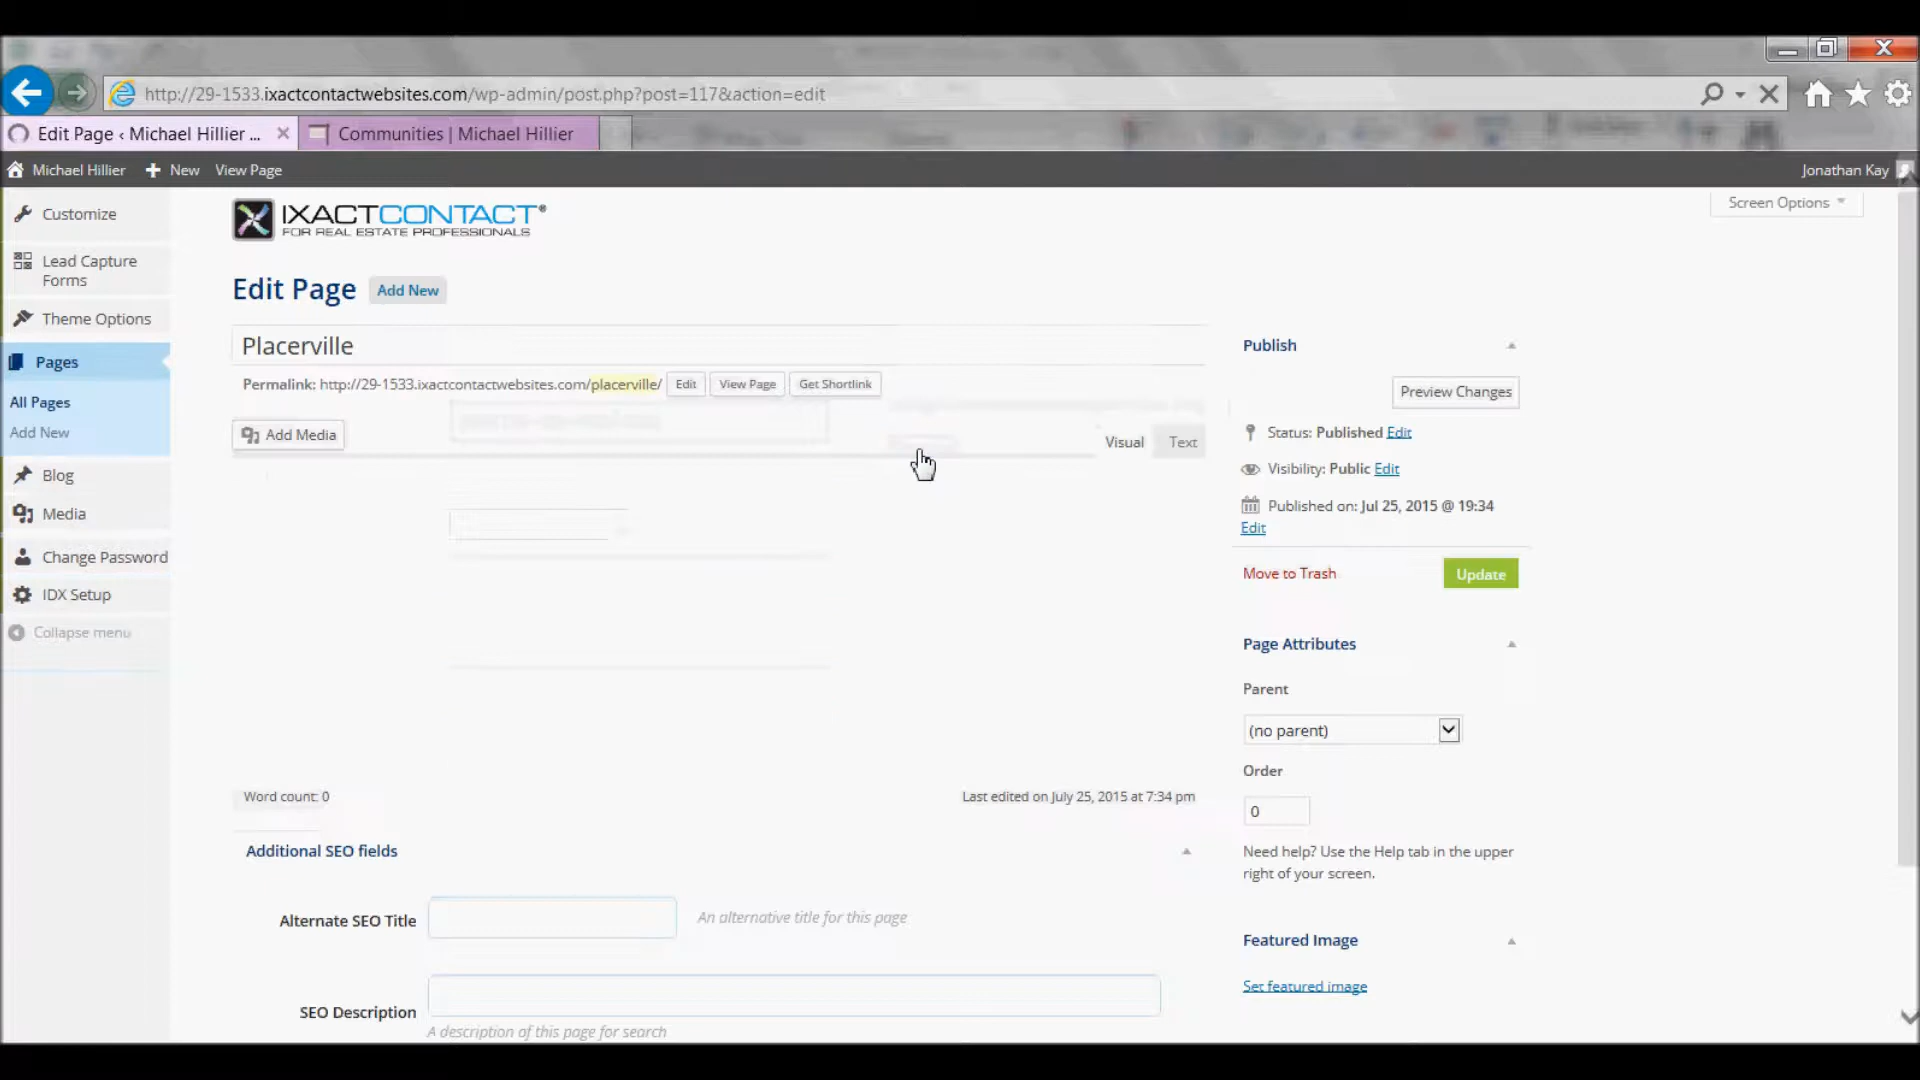 http://29-1533.ixactcontactwebsites.com/wp-admin/post.php?post=117&action=edit
Edit Page ‹ Michael Hillier ...
Communities | Michael Hillier
Michael Hillier
New
View Page
Jonathan Kay
Customize
Lead Capture
Forms
Theme Options
Pages
All Pages
Add New
Blog
Media
Change Password
IDX Setup
Collapse menu
IXACTCONTACT®
FOR REAL ESTATE PROFESSIONALS
Screen Options
Edit Page
Add New
Placerville
Permalink: http://29-1533.ixactcontactwebsites.com/placerville/
Edit
View Page
Get Shortlink
Add Media
Visual
Text
Word count: 0
Last edited on July 25, 2015 at 7:34 pm
Additional SEO fields
Alternate SEO Title
An alternative title for this page
SEO Description
A description of this page for search
Publish
Preview Changes
Status: Published Edit
Visibility: Public Edit
Published on: Jul 25, 2015 @ 19:34
Edit
Move to Trash
Update
Page Attributes
Parent
(no parent)
Order
0
Need help? Use the Help tab in the upper
right of your screen.
Featured Image
Set featured image